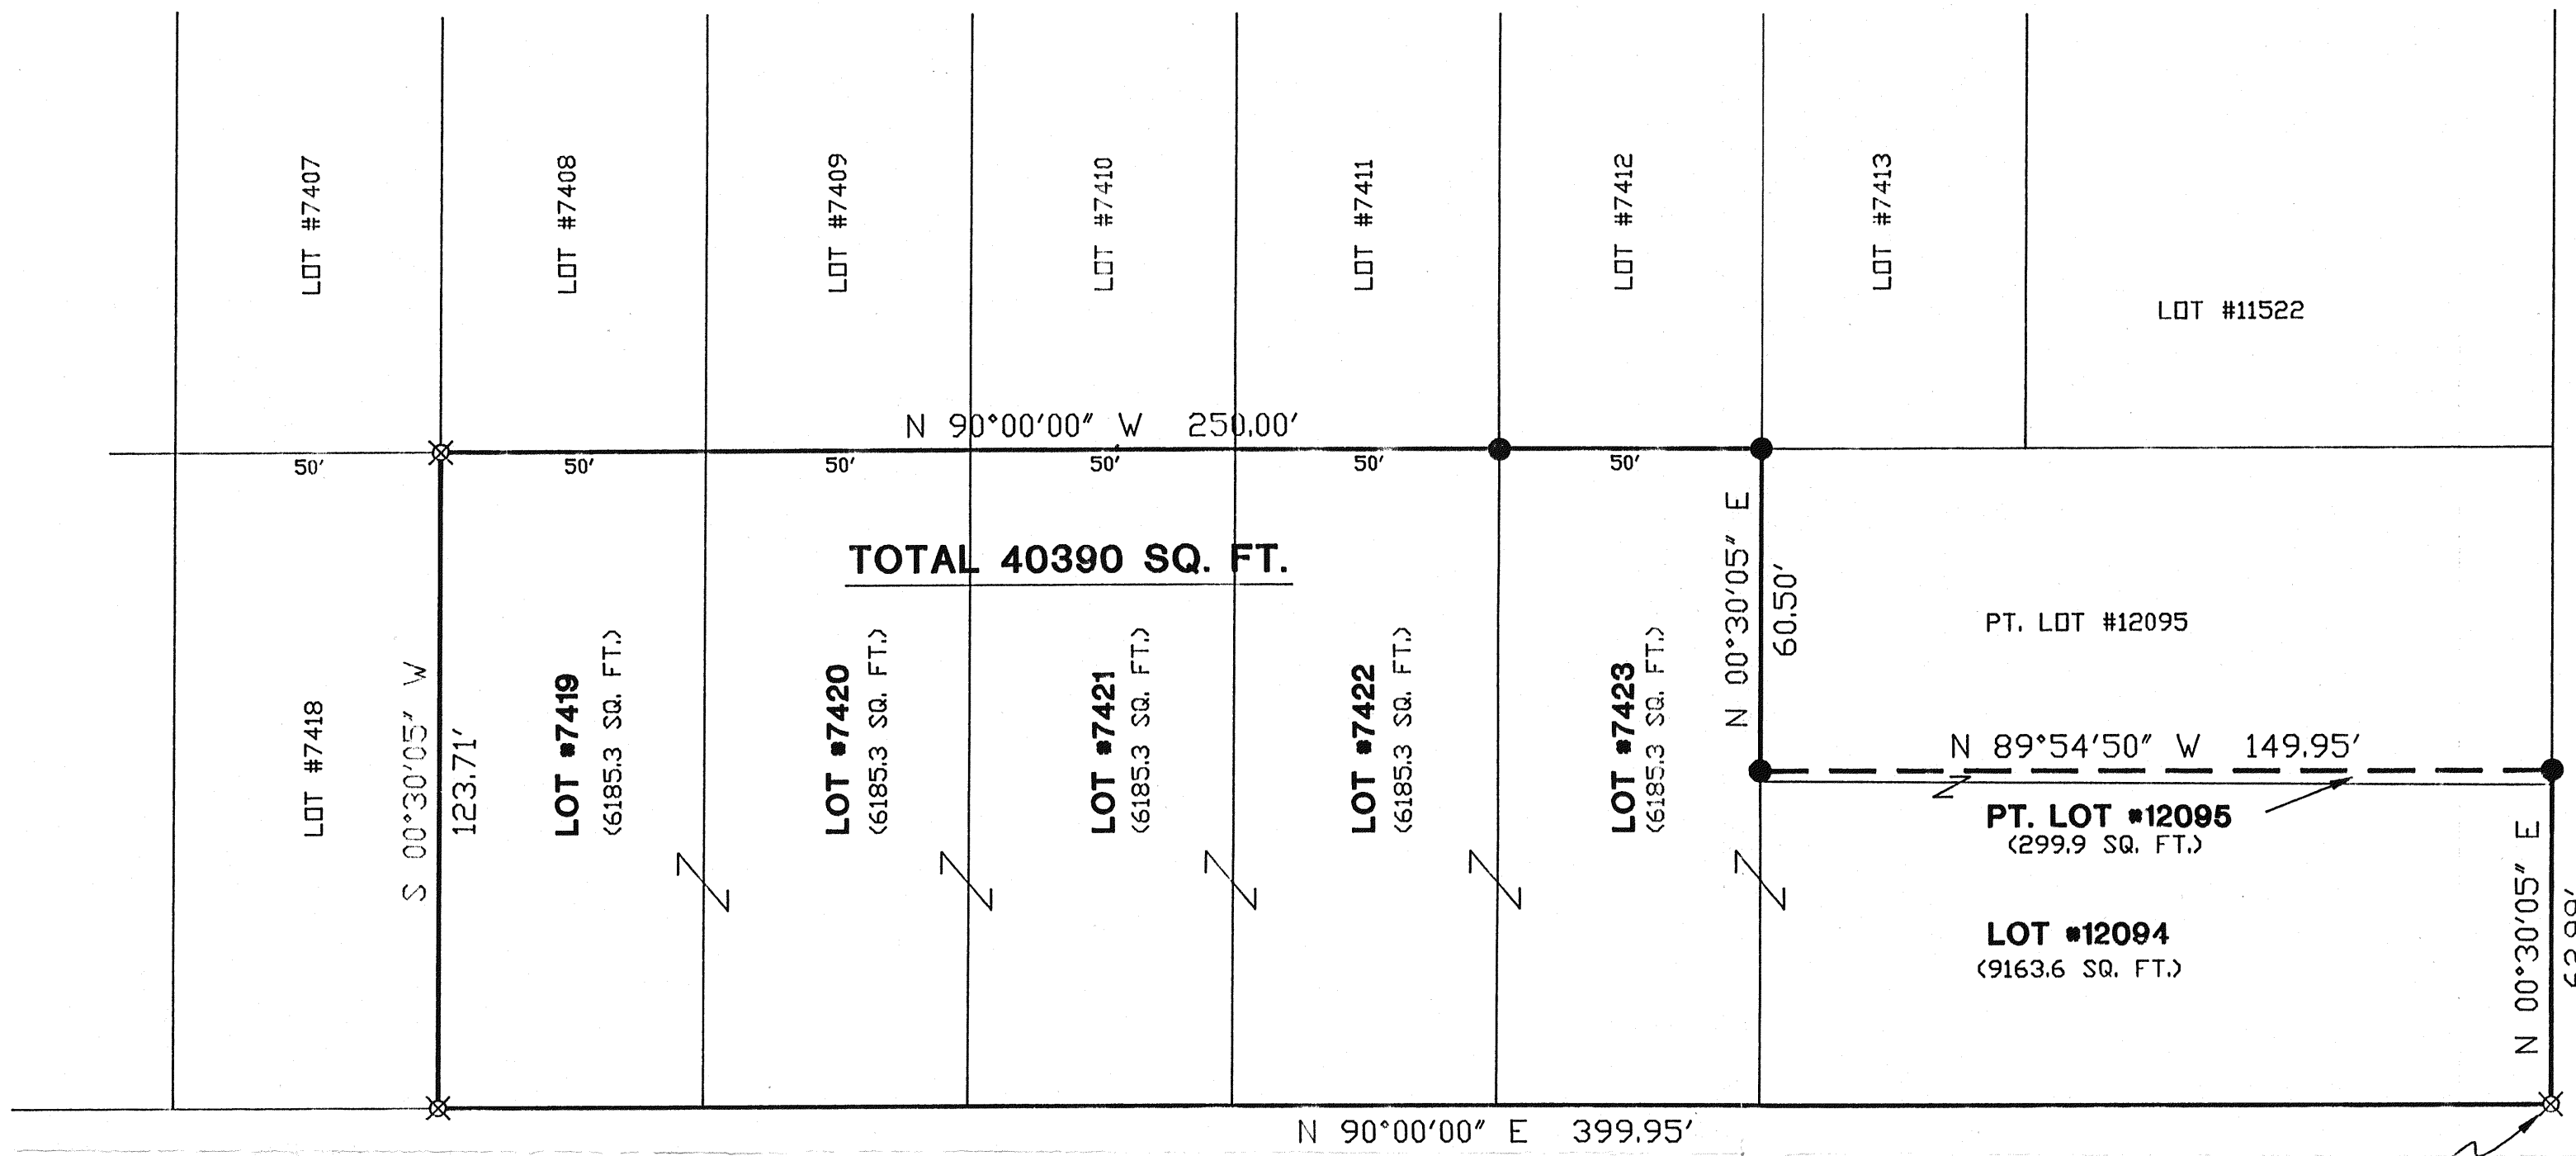 LOT #7407
LOT #7408
LOT #7409
LOT #7410
LOT #7411
LOT #7412
LOT #7413
LOT #11522
N 90°00'00" W 250.00'
50'
50'
50'
50'
50'
50'
TOTAL 40390 SQ. FT.
LOT #7418
S 00°30'05" W
123.71'
LOT #7419
(6185.3 SQ. FT.)
LOT #7420
(6185.3 SQ. FT.)
LOT #7421
(6185.3 SQ. FT.)
LOT #7422
(6185.3 SQ. FT.)
LOT #7423
(6185.3 SQ. FT.)
N 00°30'05" E
60.50'
PT. LOT #12095
N 89°54'50" W 149.95'
PT. LOT #12095
(299.9 SQ. FT.)
LOT #12094
(9163.6 SQ. FT.)
N 00°30'05" E
N 90°00'00" E 399.95'